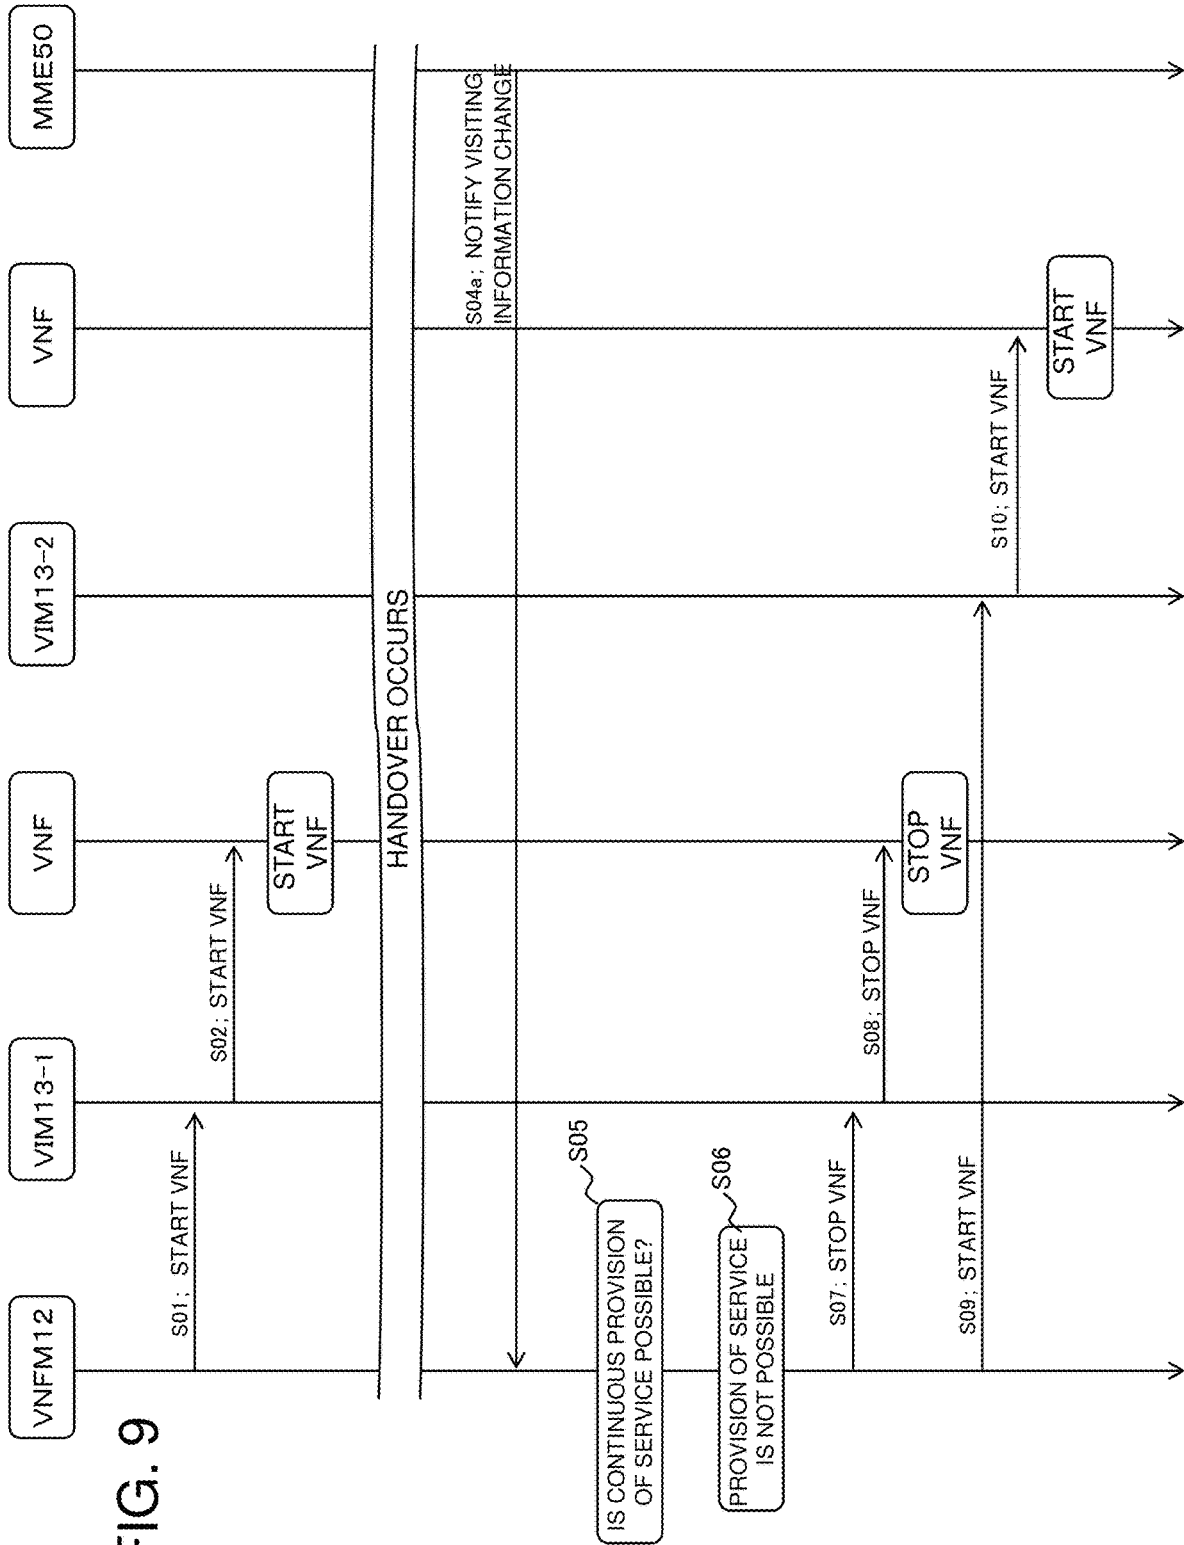 FIG. 9
VNFM12
VIM13-1
VNF
VIM13-2
VNF
MME50
S01; START VNF
S02; START VNF
START
VNF
HANDOVER OCCURS
S04a; NOTIFY VISITING
INFORMATION CHANGE
S05
IS CONTINUOUS PROVISION
OF SERVICE POSSIBLE?
S06
PROVISION OF SERVICE
IS NOT POSSIBLE
S07; STOP VNF
S08; STOP VNF
STOP
VNF
S09; START VNF
S10; START VNF
START
VNF